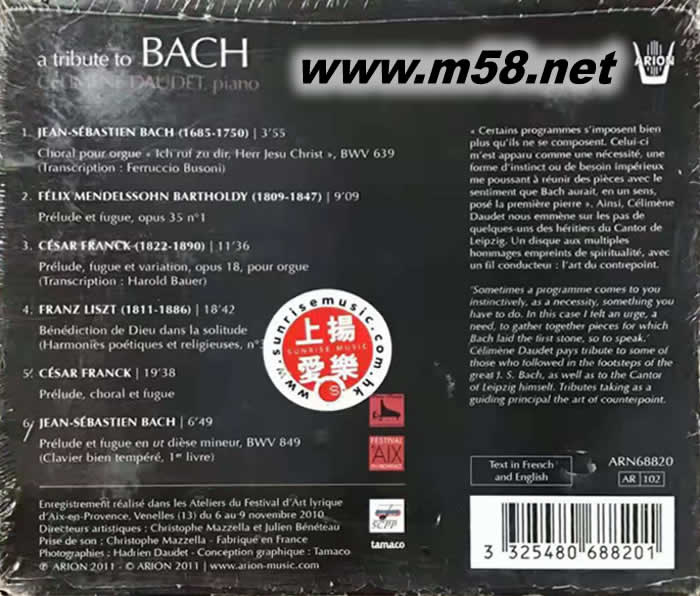 a tribute to BACH
CÉLIMÈNE DAUDET, piano
www.m58.net
ARION
1. JEAN-SÉBASTIEN BACH (1685-1750) | 3'55
Choral pour orgue « Ich ruf zu dir, Herr Jesu Christ », BWV 639
(Transcription : Ferruccio Busoni)
2. FÉLIX MENDELSSOHN BARTHOLDY (1809-1847) | 9'09
Prélude et fugue, opus 35 n°1
3. CÉSAR FRANCK (1822-1890) | 11'36
Prélude, fugue et variation, opus 18, pour orgue
(Transcription : Harold Bauer)
4. FRANZ LISZT (1811-1886) | 18'42
Bénédiction de Dieu dans la solitude
(Harmonies poétiques et religieuses, n°3
5. CÉSAR FRANCK | 19'38
Prélude, choral et fugue
6. JEAN-SÉBASTIEN BACH | 6'49
Prélude et fugue en ut dièse mineur, BWV 849
(Clavier bien tempéré, 1er livre)
www.sunrisemusic.com.hk
上揚
SUNRISE MUSIC
愛樂
S
FESTIVAL
D'AIX
EN PROVENCE
« Certains programmes s'imposent bien
plus qu'ils ne se composent. Celui-ci
m'est apparu comme une nécessité, une
forme d'instinct ou de besoin impérieux
me poussant à réunir des pièces avec le
sentiment que Bach aurait, en un sens,
posé la première pierre ». Ainsi, Célimène
Daudet nous emmène sur les pas de
quelques-uns des héritiers du Cantor de
Leipzig. Un disque aux multiples
hommages empreints de spiritualité, avec
un fil conducteur : l'art du contrepoint.
'Sometimes a programme comes to you
instinctively, as a necessity, something you
have to do. In this case I felt an urge, a
need, to gather together pieces for which
Bach laid the first stone, so to speak.'
Célimène Daudet pays tribute to some of
those who followed in the footsteps of the
great J. S. Bach, as well as to the Cantor
of Leipzig himself. Tributes taking as a
guiding principal the art of counterpoint.
Enregistrement réalisé dans les Ateliers du Festival d'Art lyrique
d'Aix-en-Provence, Venelles (13) du 6 au 9 novembre 2010.
Directeurs artistiques : Christophe Mazzella et Julien Bénéteau
Prise de son : Christophe Mazzella - Fabriqué en France
Photographies : Hadrien Daudet - Conception graphique : Tamaco
℗ ARION 2011 - © ARION 2011 | www.arion-music.com
SCPP
tamaco
Text in French
and English
ARN68820
AR | 102
3 325480 688201